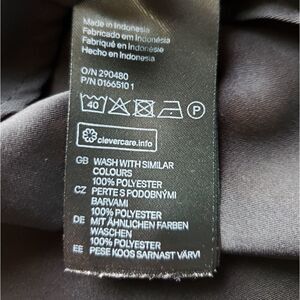 Made in Indonesia
Fabricado em Indonésia
Fabriqué en Indonésie
Hecho en Indonesia
O/N 290480
P/N 0166510 1
40 P
clevercare.info
GB WASH WITH SIMILAR
COLOURS
100% POLYESTER
CZ PERTE S PODOBNÝMI
BARVAMI
100% POLYESTER
DE MIT ÄHNLICHEN FARBEN
WASCHEN
100% POLYESTER
EE PESE KOOS SARNAST VÄRVI